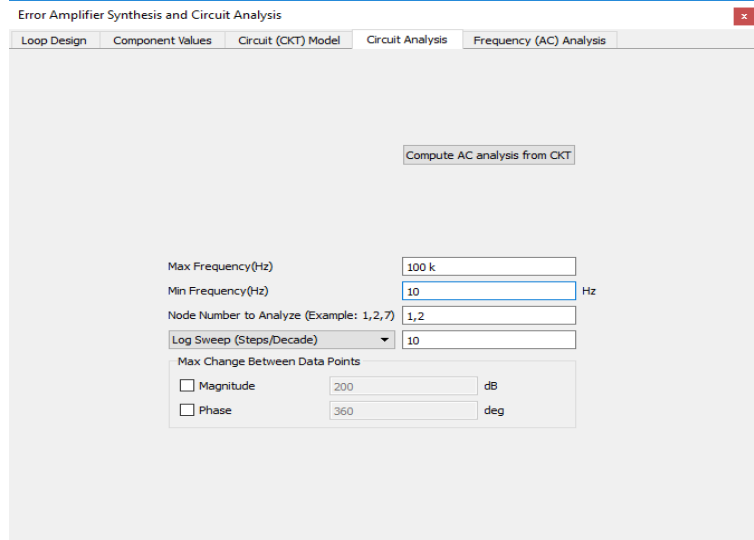 Error Amplifier Synthesis and Circuit Analysis
x
Loop Design Component Values Circuit (CKT) Model Circuit Analysis Frequency (AC) Analysis
Compute AC analysis from CKT
Max Frequency(Hz) 100 k
Min Frequency(Hz) 10 Hz
Node Number to Analyze (Example: 1,2,7) 1,2
Log Sweep (Steps/Decade) 10
Max Change Between Data Points
Magnitude 200 dB
Phase 360 deg